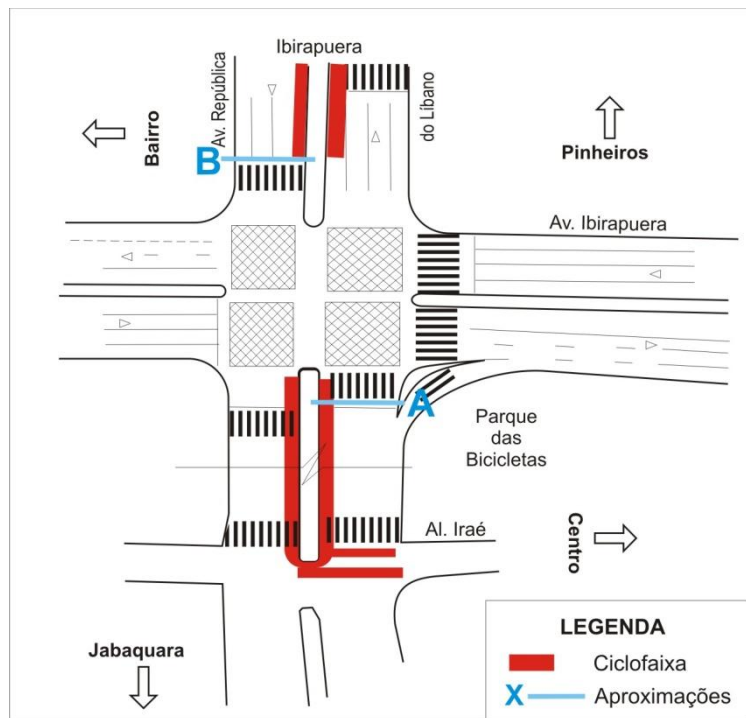 Ibirapuera
Av. República
do Líbano
Bairro
B
Pinheiros
Av. Ibirapuera
A
Parque
das
Bicicletas
Al. Iraé
Centro
Jabaquara
LEGENDA
Ciclofaixa
X Aproximações